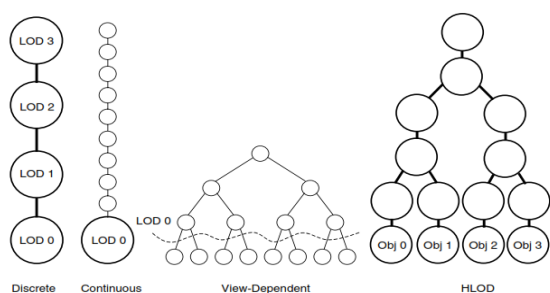 LOD 3
LOD 2
LOD 1
LOD 0
LOD 0
LOD 0
Obj 0 Obj 1 Obj 2 Obj 3
Discrete Continuous View-Dependent HLOD